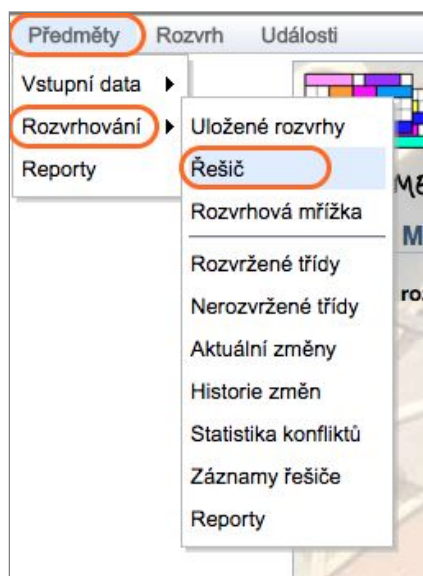 Předměty Rozvrh Události
Vstupní data
Rozvrhování
Reporty
Uložené rozvrhy
Řešič
Rozvrhová mřížka
Rozvržené třídy
Nerozvržené třídy
Aktuální změny
Historie změn
Statistika konfliktů
Záznamy řešiče
Reporty